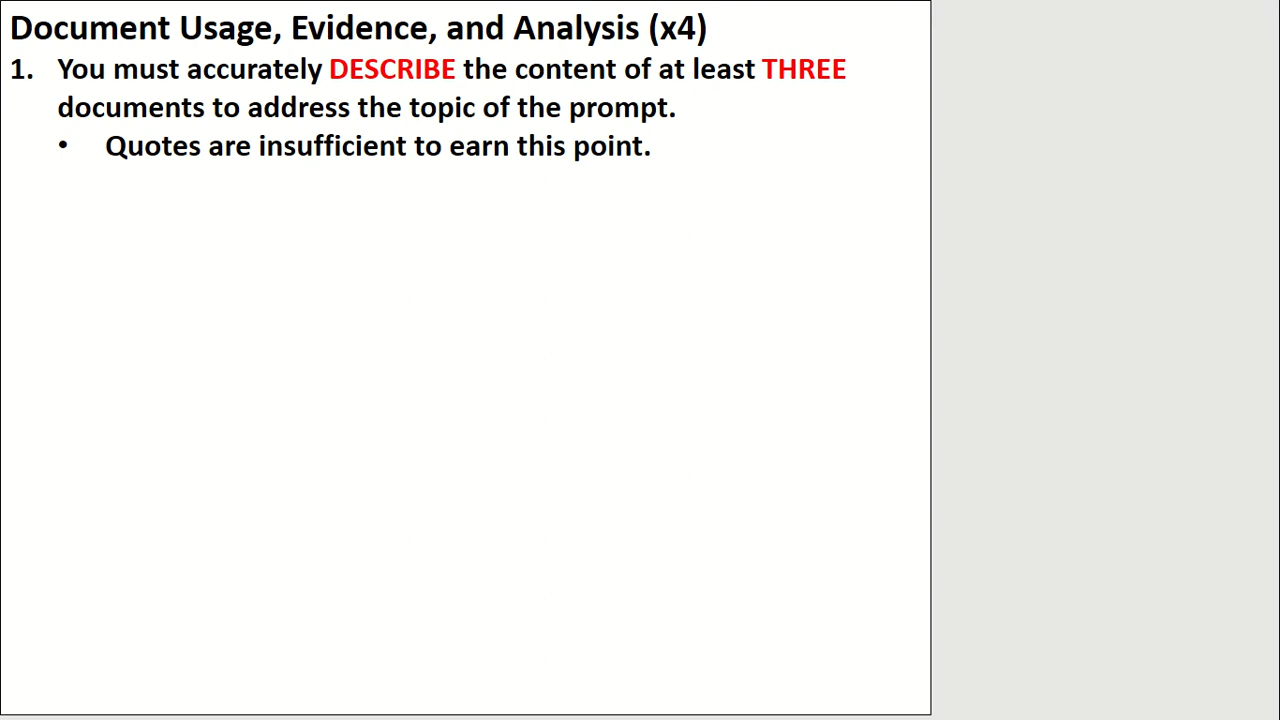 Document Usage, Evidence, and Analysis (x4)
1. You must accurately DESCRIBE the content of at least THREE
documents to address the topic of the prompt.
• Quotes are insufficient to earn this point.